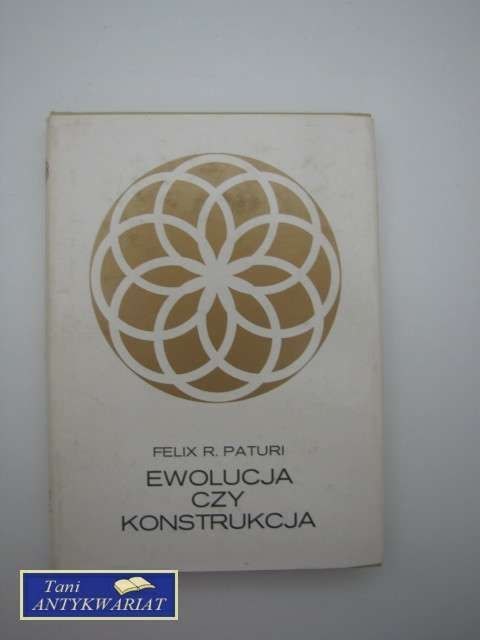 FELIX R. PATURI
EWOLUCJA
CZY
KONSTRUKCJA
Tani
ANTYKWARIAT